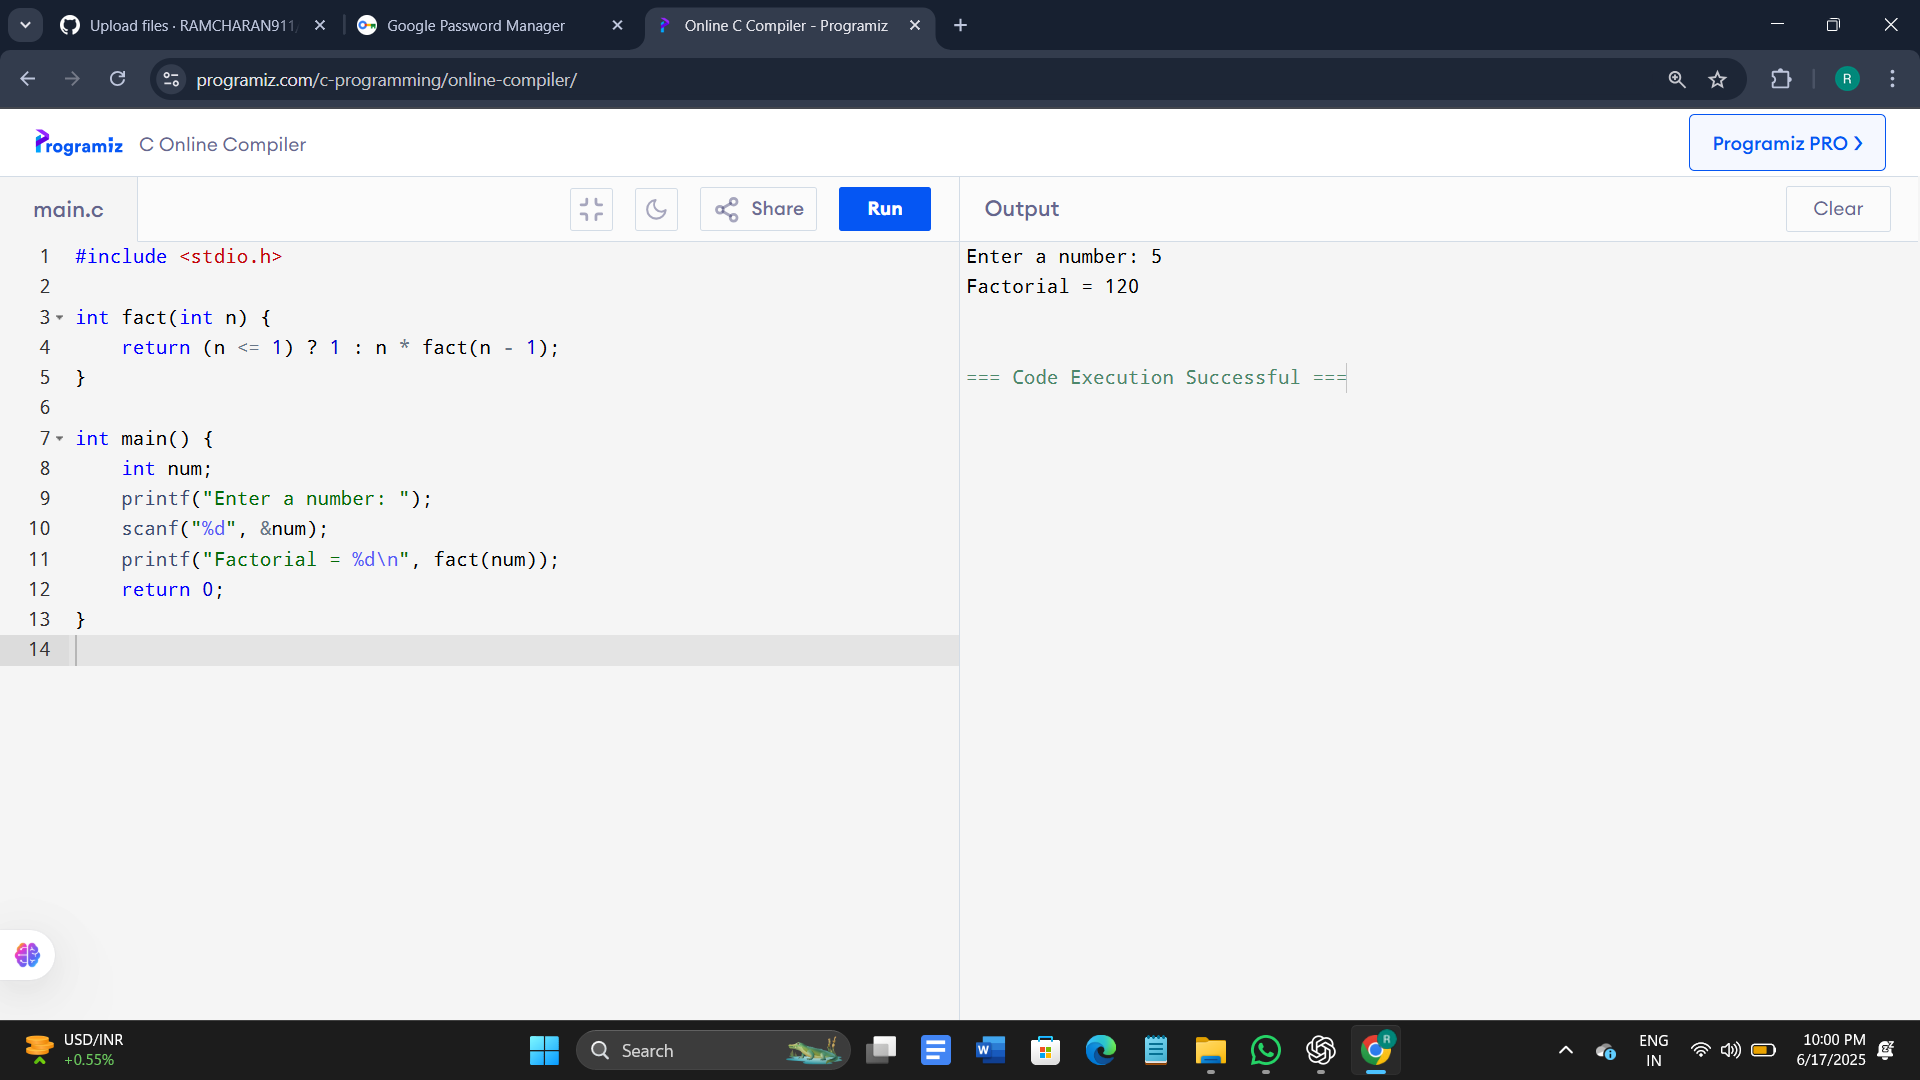 Upload files · RAMCHARAN911/
Google Password Manager
Online C Compiler - Programiz
programiz.com/c-programming/online-compiler/
R
Programiz
C Online Compiler
Programiz PRO ❯
main.c
Share
Run
Output
Clear
1 #include <stdio.h>
2
3 int fact(int n) {
4     return (n <= 1) ? 1 : n * fact(n - 1);
5 }
6
7 int main() {
8     int num;
9     printf("Enter a number: ");
10     scanf("%d", &num);
11     printf("Factorial = %d\n", fact(num));
12     return 0;
13 }
14
Enter a number: 5
Factorial = 120
=== Code Execution Successful ===
USD/INR
+0.55%
Search
R
ENG
IN
10:00 PM
6/17/2025